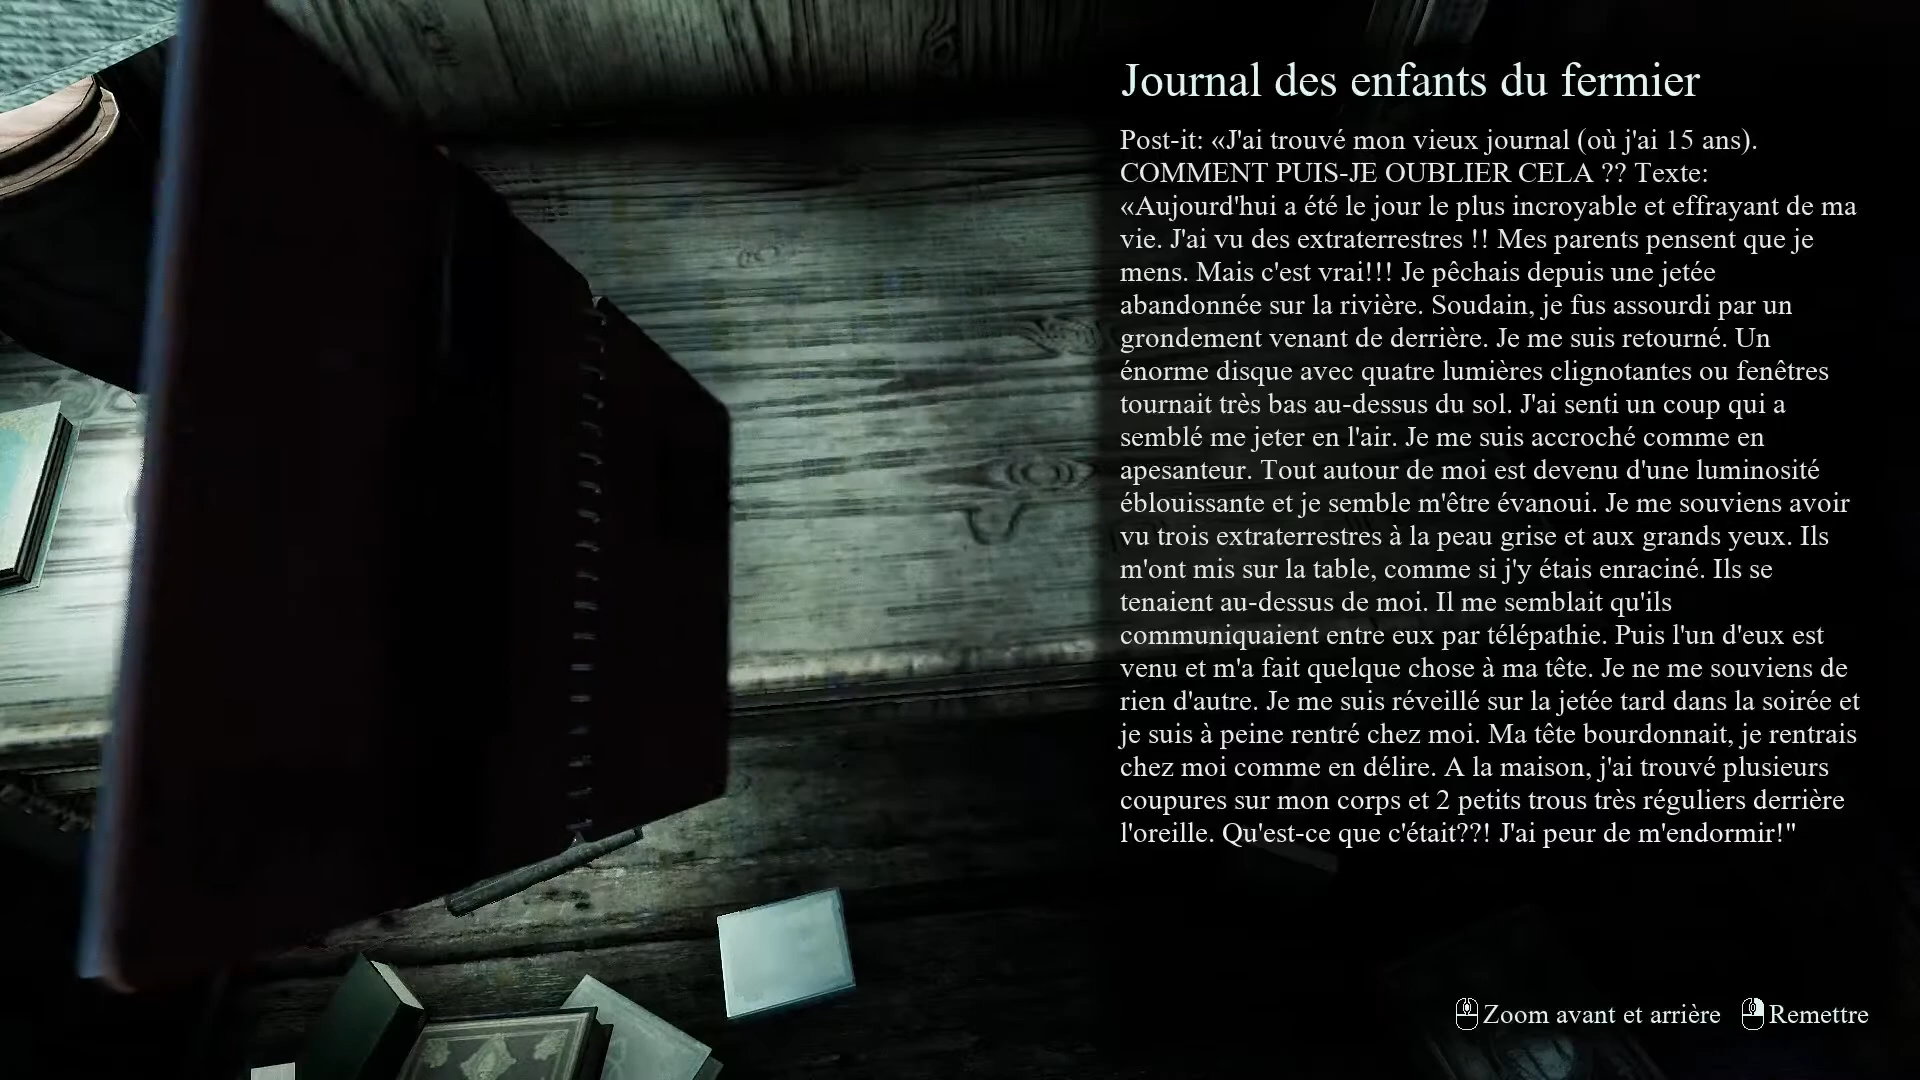 Journal des enfants du fermier
Post-it: «J'ai trouvé mon vieux journal (où j'ai 15 ans).
COMMENT PUIS-JE OUBLIER CELA ?? Texte:
«Aujourd'hui a été le jour le plus incroyable et effrayant de ma
vie. J'ai vu des extraterrestres !! Mes parents pensent que je
mens. Mais c'est vrai!!! Je pêchais depuis une jetée
abandonnée sur la rivière. Soudain, je fus assourdi par un
grondement venant de derrière. Je me suis retourné. Un
énorme disque avec quatre lumières clignotantes ou fenêtres
tournait très bas au-dessus du sol. J'ai senti un coup qui a
semblé me jeter en l'air. Je me suis accroché comme en
apesanteur. Tout autour de moi est devenu d'une luminosité
éblouissante et je semble m'être évanoui. Je me souviens avoir
vu trois extraterrestres à la peau grise et aux grands yeux. Ils
m'ont mis sur la table, comme si j'y étais enraciné. Ils se
tenaient au-dessus de moi. Il me semblait qu'ils
communiquaient entre eux par télépathie. Puis l'un d'eux est
venu et m'a fait quelque chose à ma tête. Je ne me souviens de
rien d'autre. Je me suis réveillé sur la jetée tard dans la soirée et
je suis à peine rentré chez moi. Ma tête bourdonnait, je rentrais
chez moi comme en délire. A la maison, j'ai trouvé plusieurs
coupures sur mon corps et 2 petits trous très réguliers derrière
l'oreille. Qu'est-ce que c'était??! J'ai peur de m'endormir!"
Zoom avant et arrière Remettre